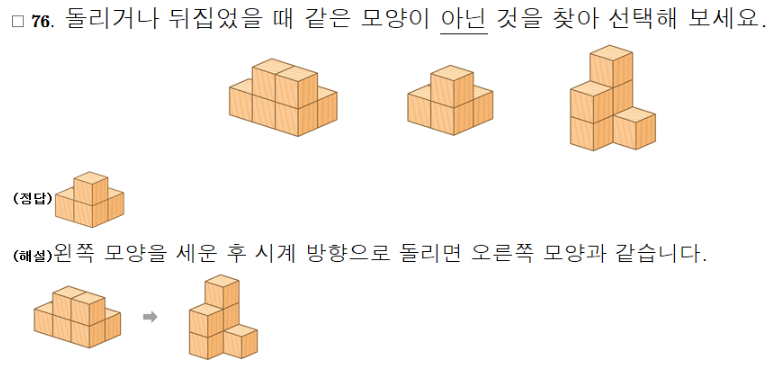 □ 76. 돌리거나 뒤집었을 때 같은 모양이 아닌 것을 찾아 선택해 보세요.
(정답)
(해설)왼쪽 모양을 세운 후 시계 방향으로 돌리면 오른쪽 모양과 같습니다.